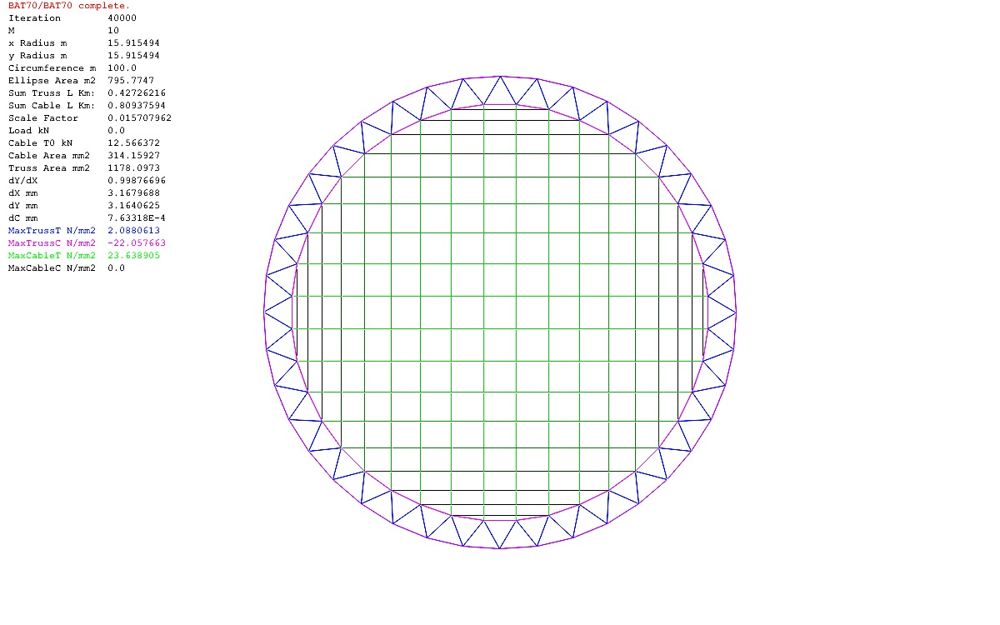 BAT70/BAT70 complete.
Iteration 40000
M 10
x Radius m 15.915494
y Radius m 15.915494
Circumference m 100.0
Ellipse Area m2 795.7747
Sum Truss L Km: 0.42726216
Sum Cable L Km: 0.80937594
Scale Factor 0.015707962
Load kN 0.0
Cable T0 kN 12.566372
Cable Area mm2 314.15927
Truss Area mm2 1178.0973
dY/dX 0.99876696
dX mm 3.1679688
dY mm 3.1640625
dC mm 7.63318E-4
MaxTrussT N/mm2 2.0880613
MaxTrussC N/mm2 -22.057663
MaxCableT N/mm2 23.638905
MaxCableC N/mm2 0.0